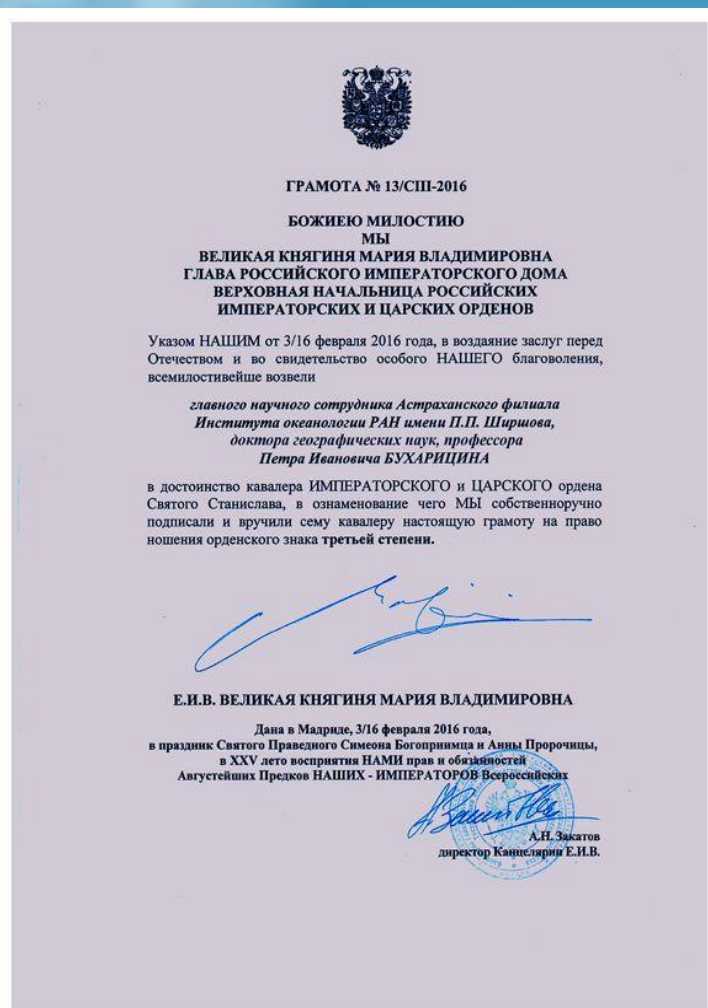 ГРАМОТА № 13/СIII-2016
БОЖИЕЮ МИЛОСТИЮ
МЫ
ВЕЛИКАЯ КНЯГИНЯ МАРИЯ ВЛАДИМИРОВНА
ГЛАВА РОССИЙСКОГО ИМПЕРАТОРСКОГО ДОМА
ВЕРХОВНАЯ НАЧАЛЬНИЦА РОССИЙСКИХ
ИМПЕРАТОРСКИХ И ЦАРСКИХ ОРДЕНОВ
Указом НАШИМ от 3/16 февраля 2016 года, в воздаяние заслуг перед
Отечеством и во свидетельство особого НАШЕГО благоволения,
всемилостивейше возвели
главного научного сотрудника Астраханского филиала
Института океанологии РАН имени П.П. Ширшова,
доктора географических наук, профессора
Петра Ивановича БУХАРИЦИНА
в достоинство кавалера ИМПЕРАТОРСКОГО и ЦАРСКОГО ордена
Святого Станислава, в ознаменование чего МЫ собственноручно
подписали и вручили сему кавалеру настоящую грамоту на право
ношения орденского знака третьей степени.
Е.И.В. ВЕЛИКАЯ КНЯГИНЯ МАРИЯ ВЛАДИМИРОВНА
Дана в Мадриде, 3/16 февраля 2016 года,
в праздник Святого Праведного Симеона Богоприимца и Анны Пророчицы,
в XXV лето восприятия НАМИ прав и обязанностей
Августейших Предков НАШИХ - ИМПЕРАТОРОВ Всероссийских
А.Н. Закатов
директор Канцелярии Е.И.В.